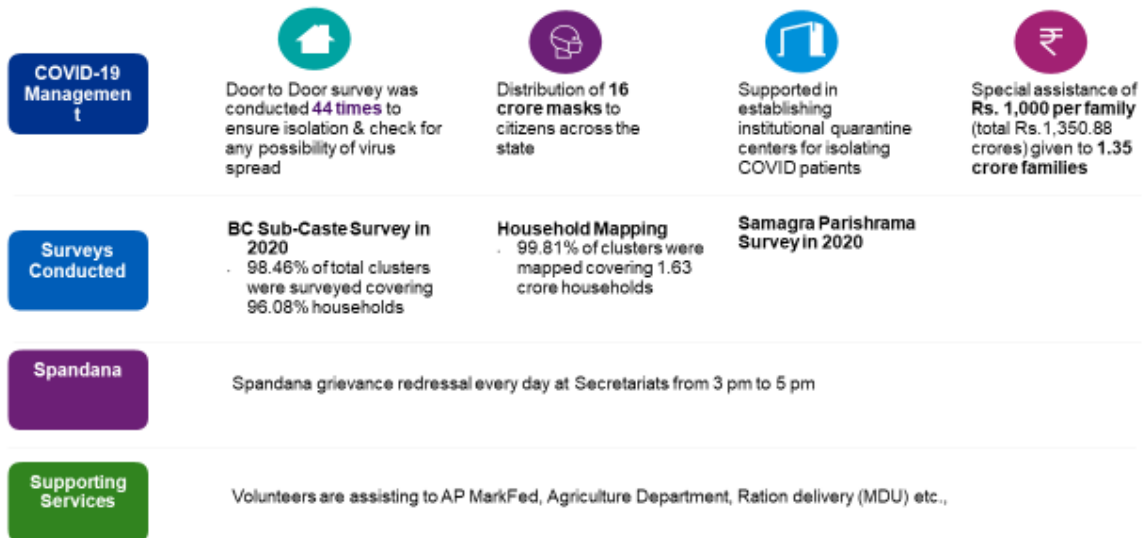 COVID-19
Managemen
t
₹
Door to Door survey was
conducted 44 times to
ensure isolation & check for
any possibility of virus
spread
Distribution of 16
crore masks to
citizens across the
state
Supported in
establishing
institutional quarantine
centers for isolating
COVID patients
Special assistance of
Rs. 1,000 per family
(total Rs.1,350.88
crores) given to 1.35
crore families
Surveys
Conducted
BC Sub-Caste Survey in
2020
. 98.46% of total clusters
were surveyed covering
96.08% households
Household Mapping
. 99.81% of clusters were
mapped covering 1.63
crore households
Samagra Parishrama
Survey in 2020
Spandana
Spandana grievance redressal every day at Secretariats from 3 pm to 5 pm
Supporting
Services
Volunteers are assisting to AP MarkFed, Agriculture Department, Ration delivery (MDU) etc.,